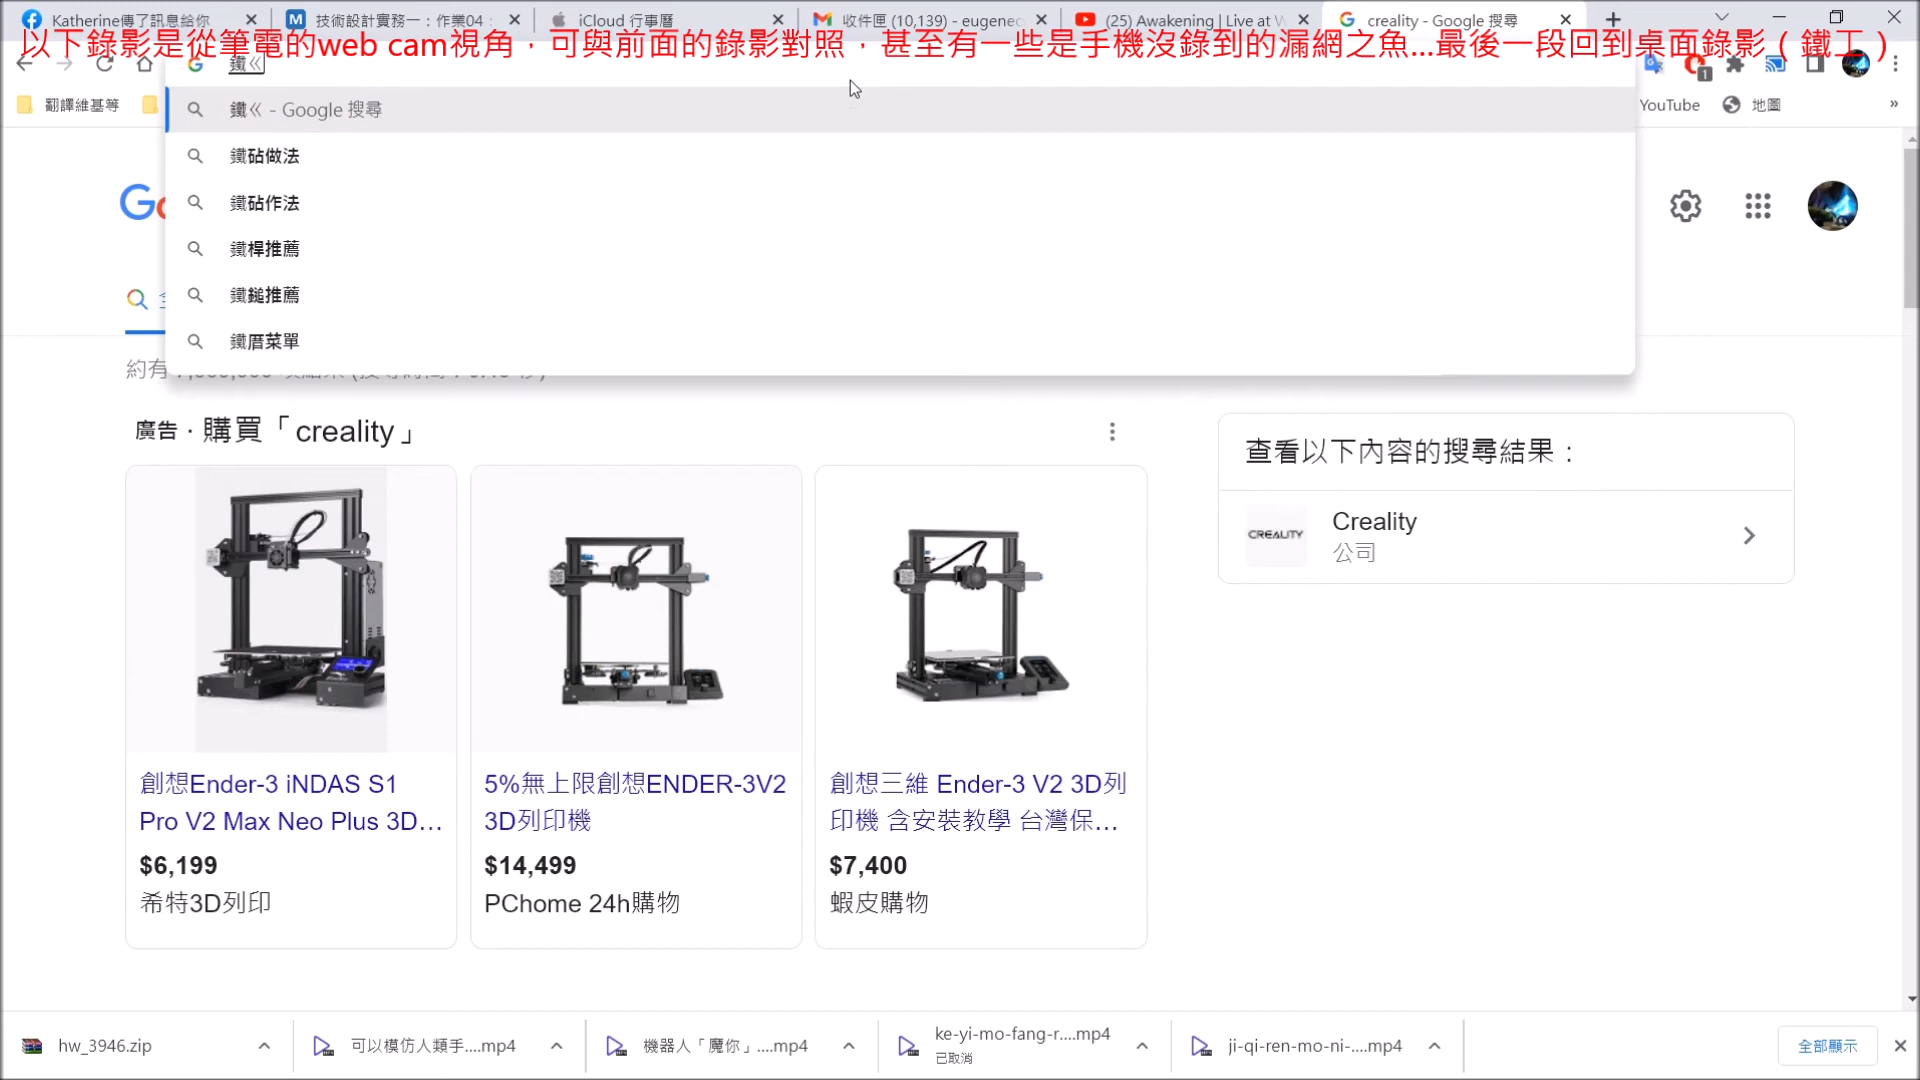 Katherine傳了訊息給你
技術設計實務一：作業04：
iCloud 行事曆
收件匣 (10,139) - eugenec
(25) Awakening | Live at W
creality - Google 搜尋
以下錄影是從筆電的web cam視角，可與前面的錄影對照，甚至有一些是手機沒錄到的漏網之魚...最後一段回到桌面錄影（鐵工）
鐵ㄍ
1
翻譯維基等
YouTube
地圖
»
鐵ㄍ - Google 搜尋
鐵砧做法
鐵砧作法
鐵桿推薦
鐵鎚推薦
鐵厝菜單
Go
約有
廣告・購買「creality」
查看以下內容的搜尋結果：
CREALITY
Creality
公司
創想Ender-3 iNDAS S1
Pro V2 Max Neo Plus 3D...
$6,199
希特3D列印
5%無上限創想ENDER-3V2
3D列印機
$14,499
PChome 24h購物
創想三維 Ender-3 V2 3D列
印機 含安裝教學 台灣保...
$7,400
蝦皮購物
hw_3946.zip
可以模仿人類手....mp4
機器人「魔你」....mp4
ke-yi-mo-fang-r....mp4
已取消
ji-qi-ren-mo-ni-....mp4
全部顯示